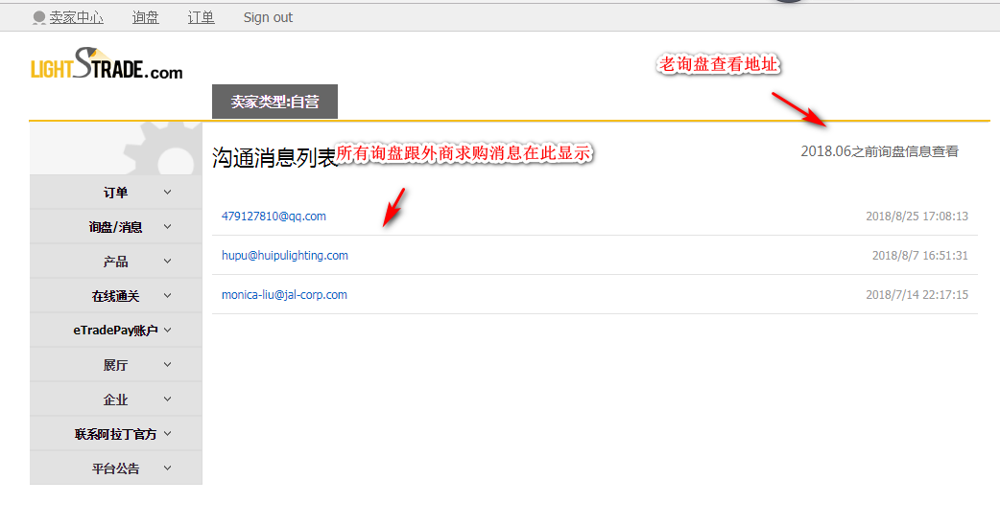 卖家中心 询盘 订单 Sign out
LIGHTSTRADE.com
老询盘查看地址
卖家类型:自营
沟通消息列表
所有询盘跟外商求购消息在此显示
2018.06之前询盘信息查看
订单
询盘/消息
产品
在线通关
eTradePay账户
展厅
企业
联系阿拉丁官方
平台公告
479127810@qq.com 2018/8/25 17:08:13
hupu@huipulighting.com 2018/8/7 16:51:31
monica-liu@jal-corp.com 2018/7/14 22:17:15